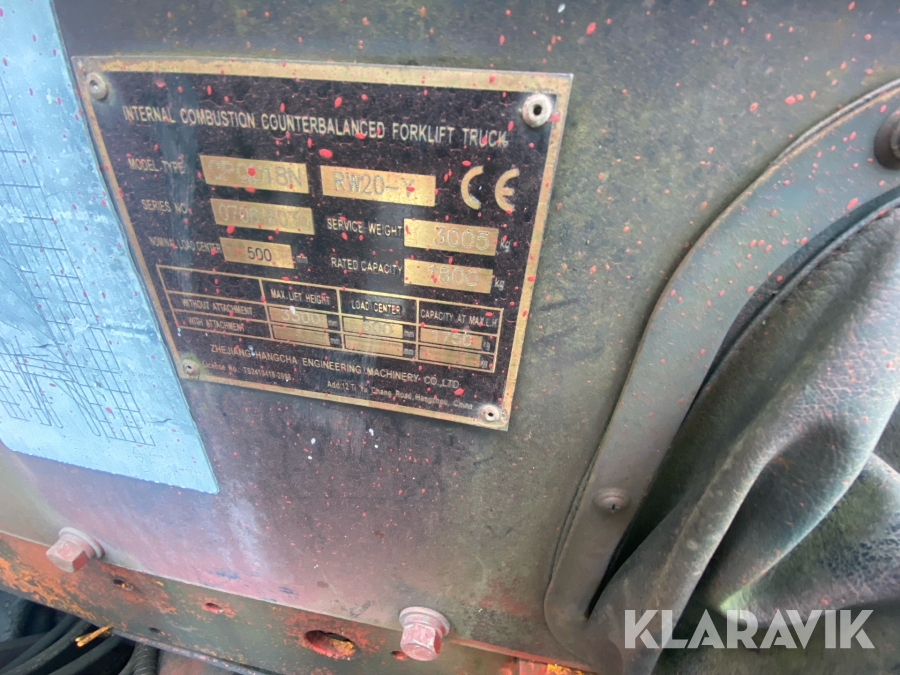 INTERNAL COMBUSTION COUNTERBALANCED FORKLIFT TRUCK
MODEL-TYPE RW20-Y CE
SERIES NO. SERVICE WEIGHT 3005 kg
NOMINAL LOAD CENTER 500 mm RATED CAPACITY kg
MAX. LIFT HEIGHT LOAD CENTER CAPACITY AT MAX.L.H
WITHOUT ATTACHMENT mm mm kg
WITH ATTACHMENT mm mm
ZHEJIANG HANGCHA ENGINEERING MACHINERY CO.,LTD.
Road, Hangzhou, China
KLARAVIK